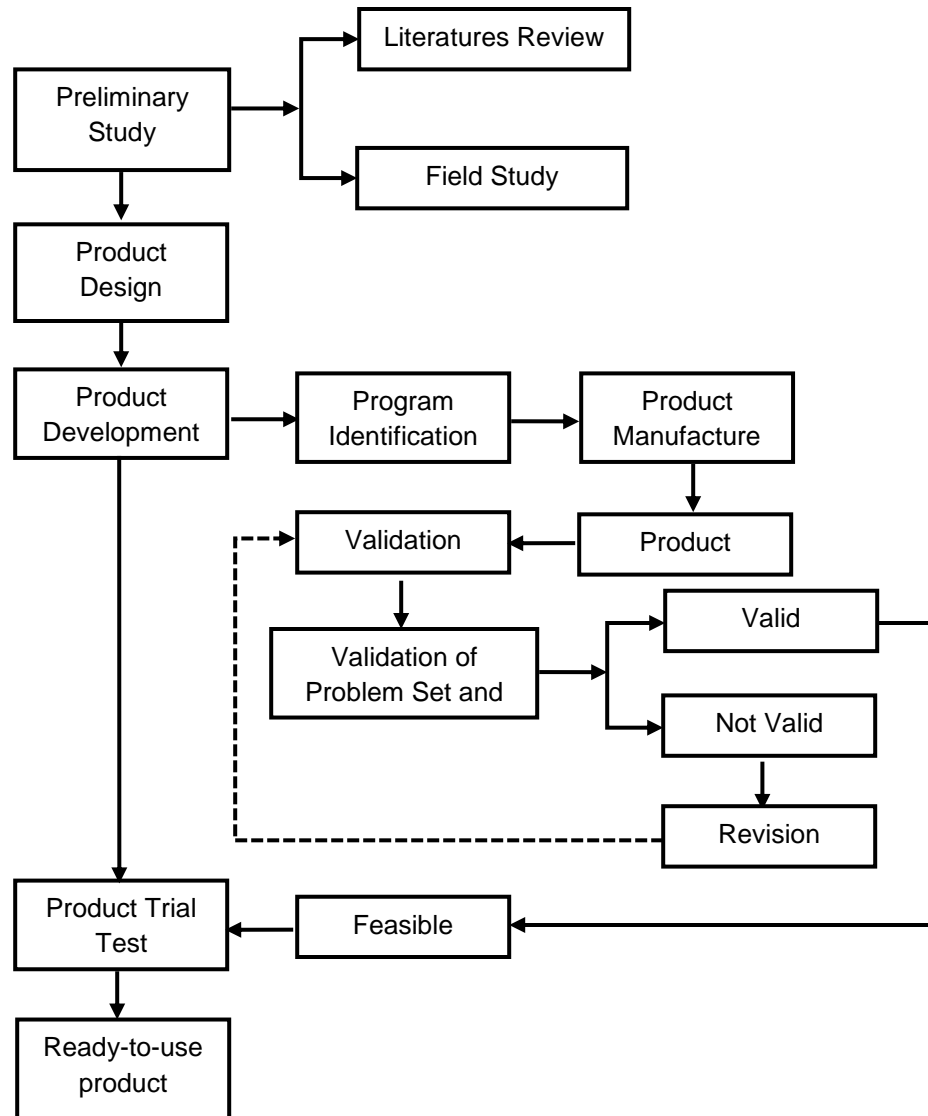 Literatures Review
Preliminary
Study
Field Study
Product
Design
Product
Development
Program
Identification
Product
Manufacture
Validation
Product
Valid
Validation of
Problem Set and
Not Valid
Revision
Product Trial
Test
Feasible
Ready-to-use
product